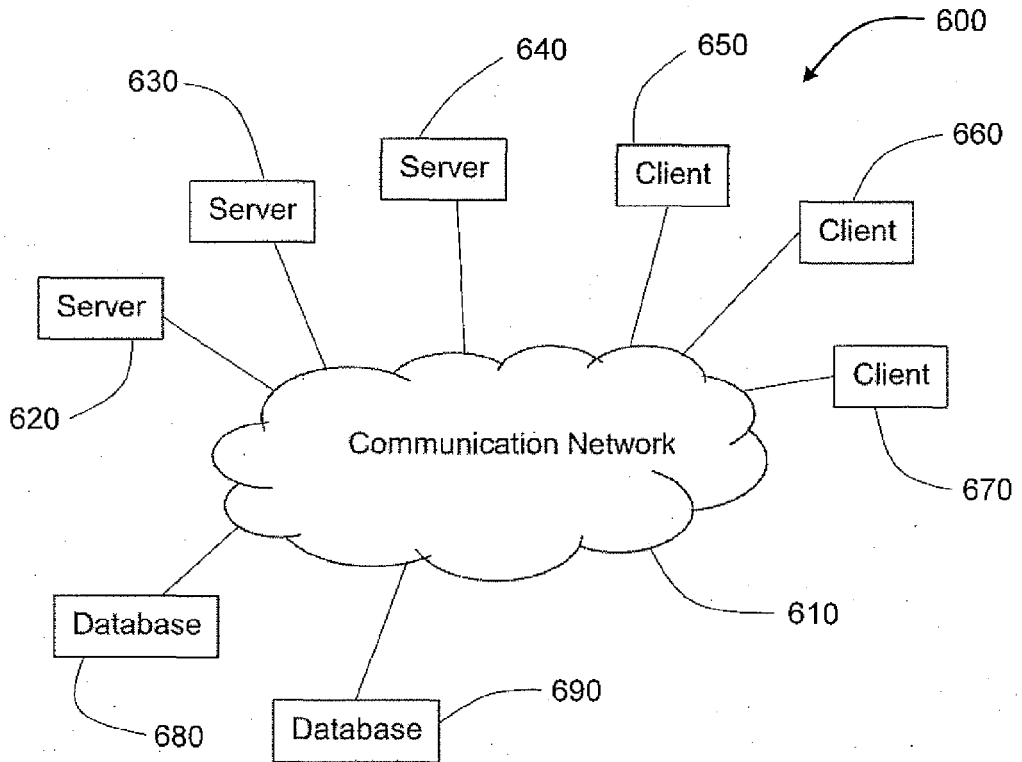 600
640
650
630
660
Server
Client
Server
Client
Server
Client
620
Communication Network
670
Database
610
690
680
Database